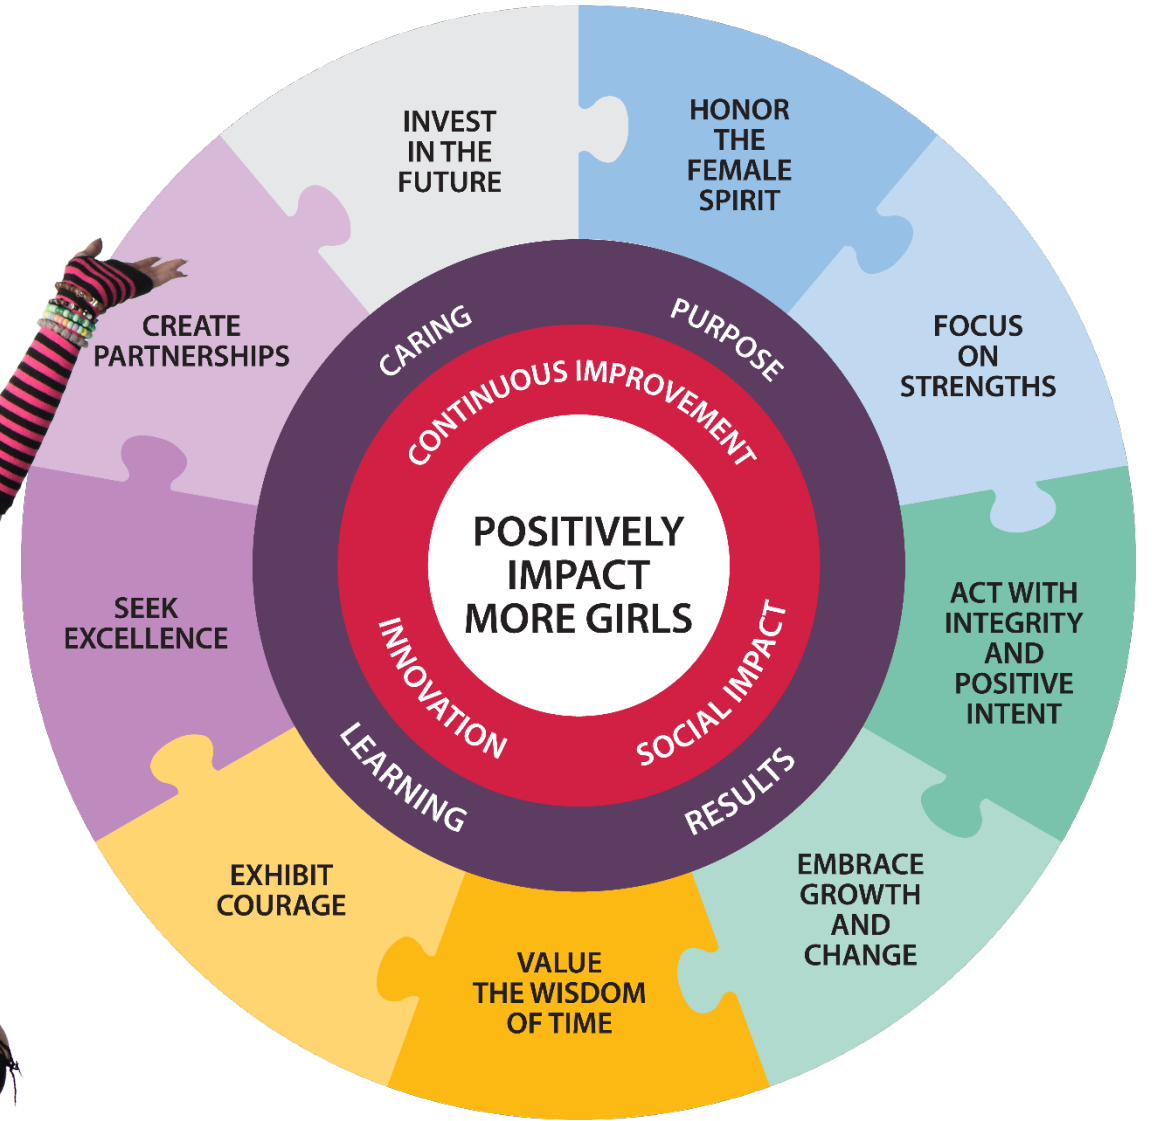 INVEST
IN THE
FUTURE
HONOR
THE
FEMALE
SPIRIT
FOCUS
ON
STRENGTHS
ACT WITH
INTEGRITY
AND
POSITIVE
INTENT
EMBRACE
GROWTH
AND
CHANGE
VALUE
THE WISDOM
OF TIME
EXHIBIT
COURAGE
SEEK
EXCELLENCE
CREATE
PARTNERSHIPS
CARING
PURPOSE
RESULTS
LEARNING
CONTINUOUS IMPROVEMENT
SOCIAL IMPACT
INNOVATION
POSITIVELY
IMPACT
MORE GIRLS